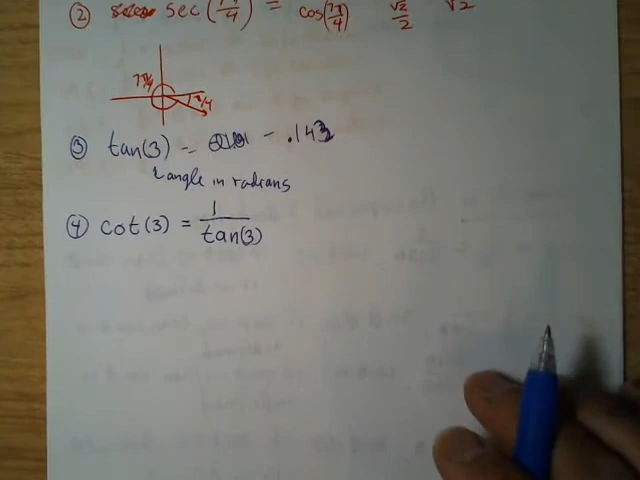 ② sec(7π/4) = cos(7π/4) √2/2 √2
7π/4 π/4
③ tan(3) = - .143
angle in radians
④ cot(3) = 1/tan(3)